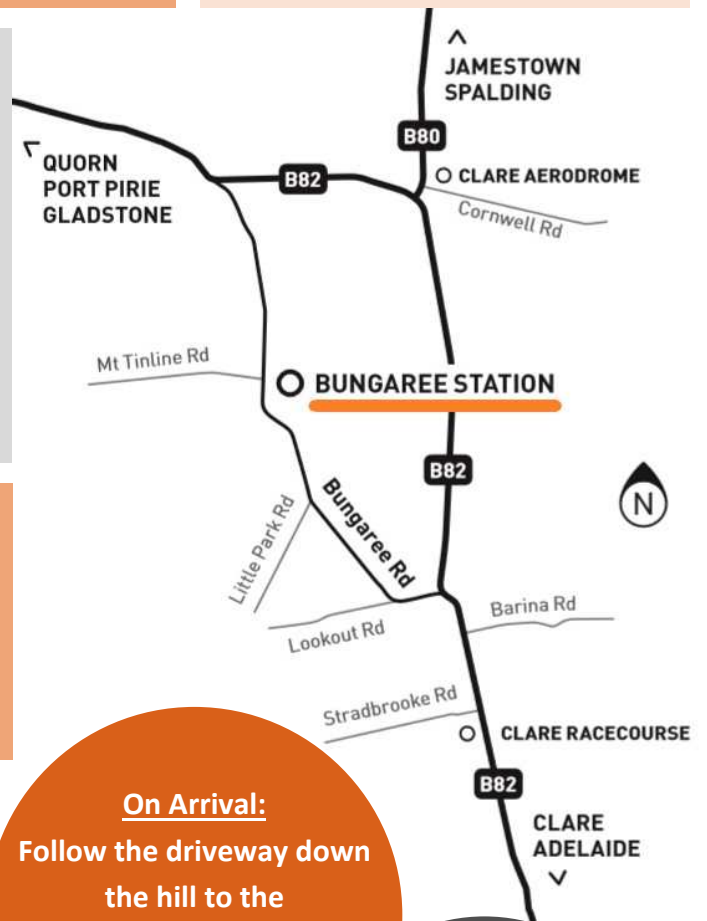 JAMESTOWN
SPALDING
B80
QUORN
PORT PIRIE
GLADSTONE
B82
CLARE AERODROME
Cornwell Rd
Mt Tinline Rd
BUNGAREE STATION
B82
N
Bungaree Rd
Little Park Rd
Lookout Rd
Barina Rd
Stradbrooke Rd
CLARE RACECOURSE
B82
CLARE
ADELAIDE
On Arrival:
Follow the driveway down
the hill to the